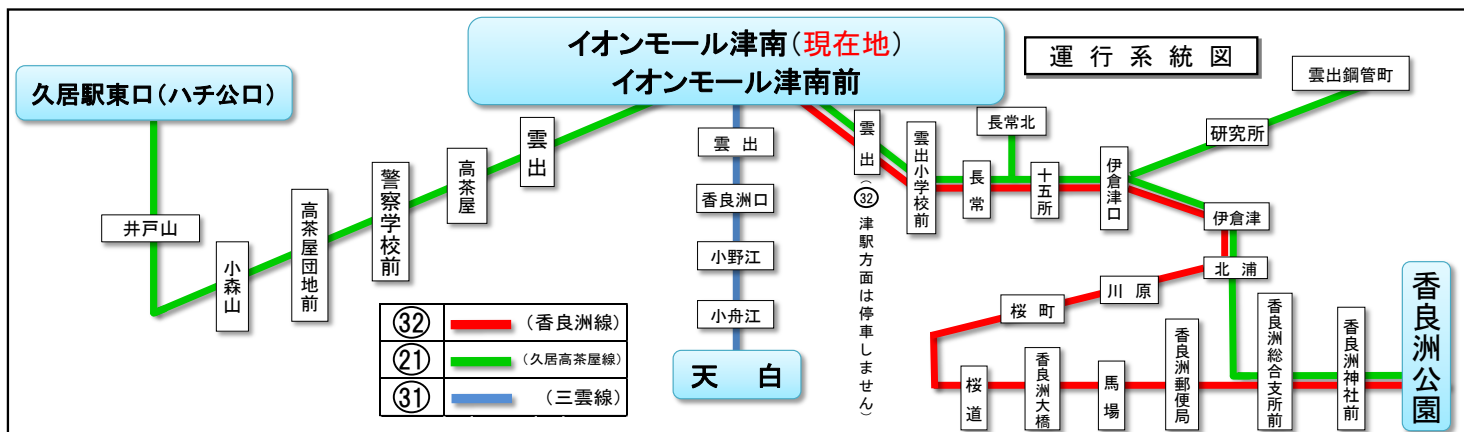 イオンモール津南(現在地)
イオンモール津南前
運行系統図
久居駅東口(ハチ公口)
井戸山
小森山
高茶屋団地前
警察学校前
高茶屋
雲出
雲出
香良洲口
小野江
小舟江
天白
雲出(㉜津駅方面は停車しません)
雲出小学校前
長常
長常北
十五所
伊倉津口
研究所
雲出鋼管町
伊倉津
北浦
川原
桜町
桜道
香良洲大橋
馬場
香良洲郵便局
香良洲総合支所前
香良洲神社前
香良洲公園
㉜ (香良洲線)
㉑ (久居高茶屋線)
㉛ (三雲線)